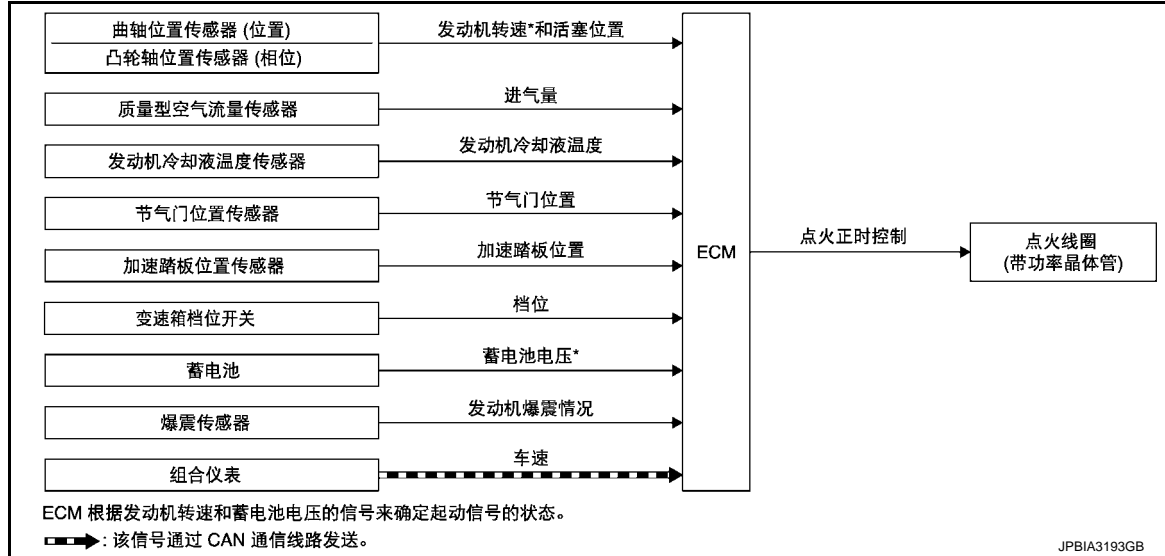 曲轴位置传感器 (位置)
发动机转速*和活塞位置
凸轮轴位置传感器 (相位)
质量型空气流量传感器
进气量
发动机冷却液温度传感器
发动机冷却液温度
节气门位置传感器
节气门位置
加速踏板位置传感器
加速踏板位置
ECM
点火正时控制
点火线圈
(带功率晶体管)
变速箱档位开关
档位
蓄电池
蓄电池电压*
爆震传感器
发动机爆震情况
组合仪表
车速
ECM 根据发动机转速和蓄电池电压的信号来确定起动信号的状态。
: 该信号通过 CAN 通信线路发送。
JPBIA3193GB